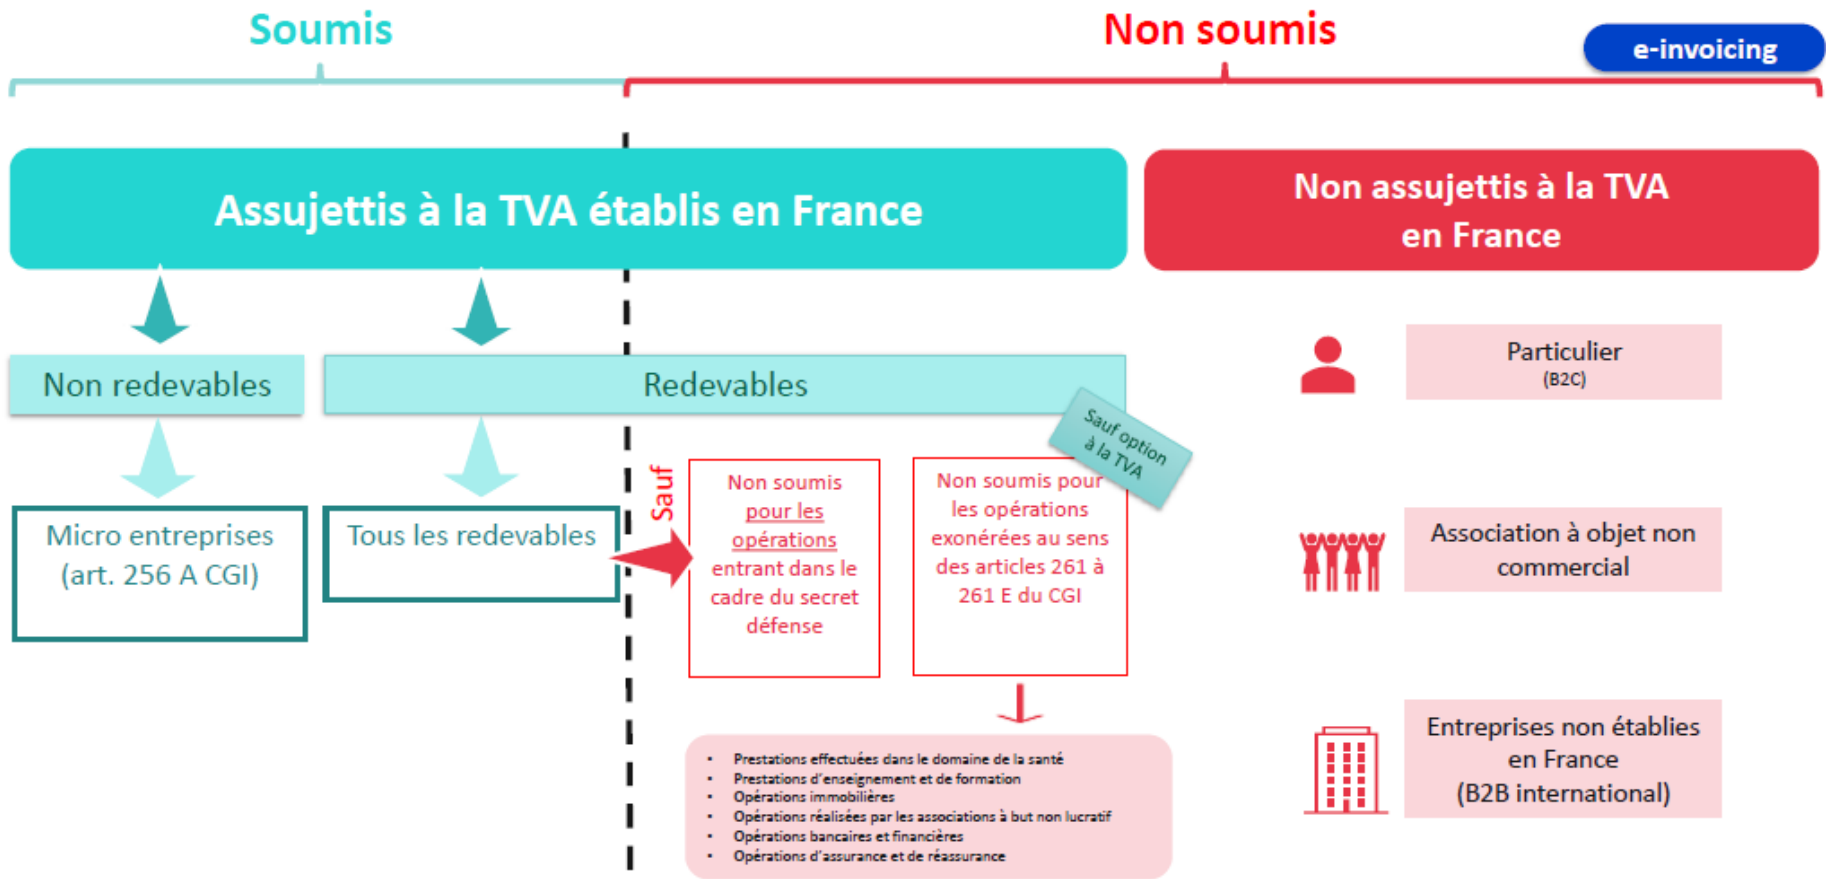 Soumis
Non soumis
e-invoicing
Assujettis à la TVA établis en France
Non assujettis à la TVA
en France
Non redevables
Redevables
Sauf option
à la TVA
Micro entreprises
(art. 256 A CGI)
Tous les redevables
Sauf
Non soumis
pour les
opérations
entrant dans le
cadre du secret
défense
Non soumis pour
les opérations
exonérées au sens
des articles 261 à
261 E du CGI
• Prestations effectuées dans le domaine de la santé
• Prestations d'enseignement et de formation
• Opérations immobilières
• Opérations réalisées par les associations à but non lucratif
• Opérations bancaires et financières
• Opérations d'assurance et de réassurance
Particulier
(B2C)
Association à objet non
commercial
Entreprises non établies
en France
(B2B international)